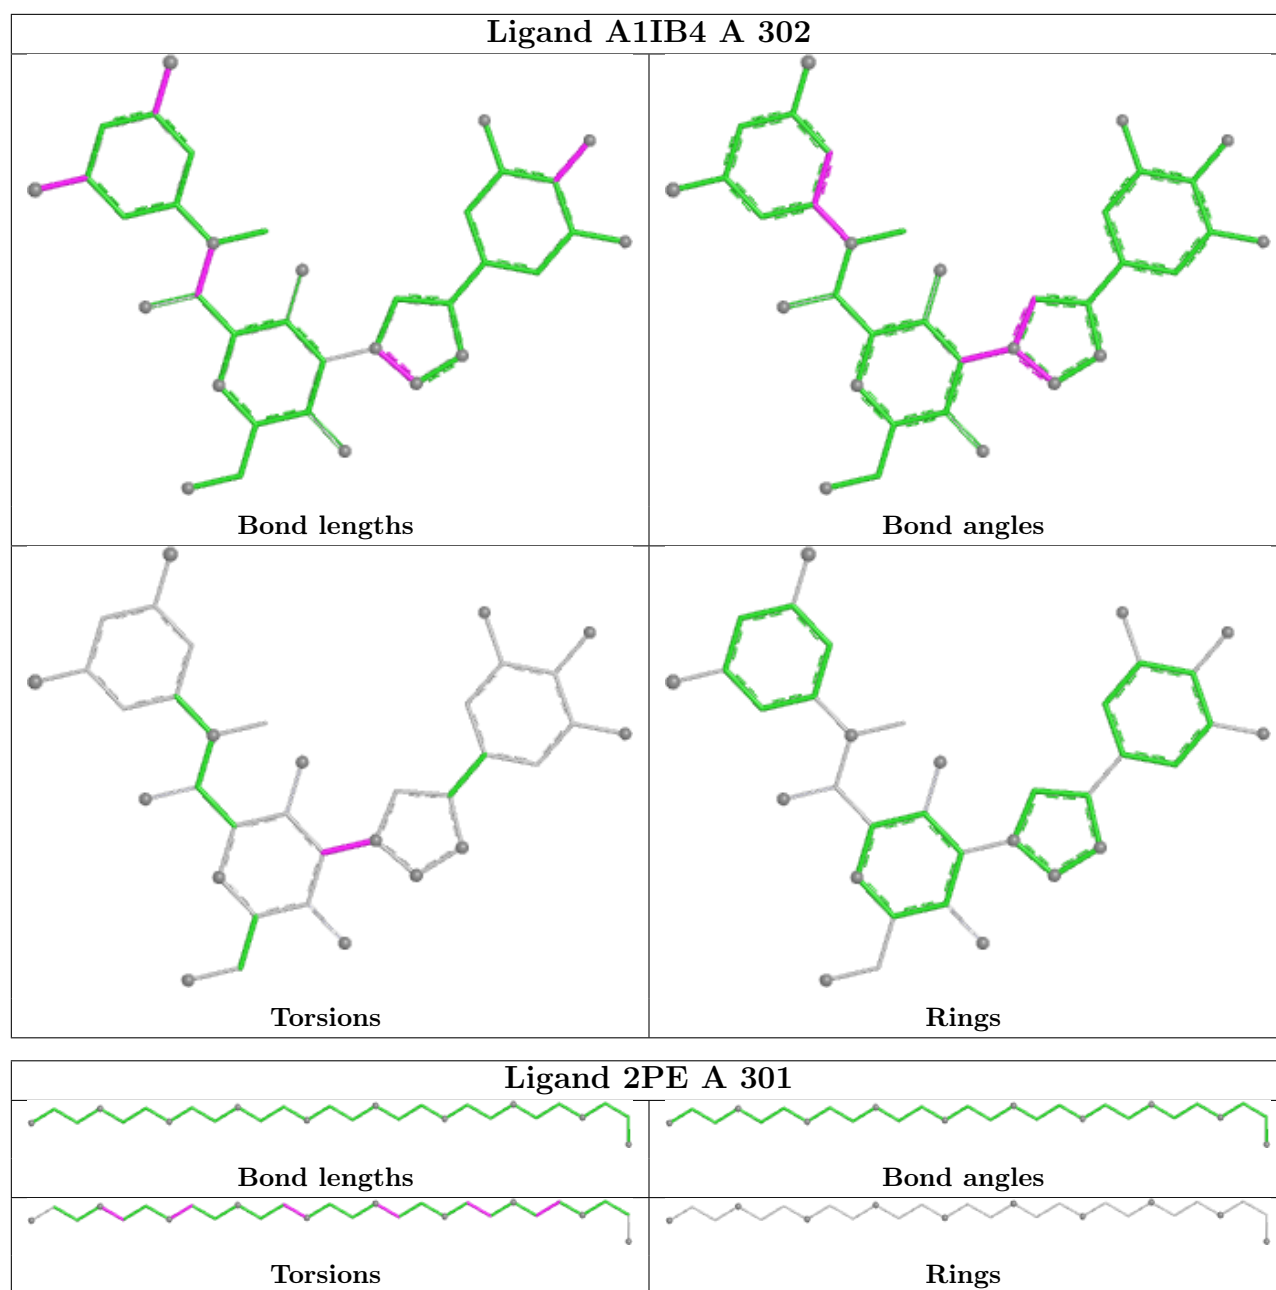 Ligand A1IB4 A 302
Bond lengths
Bond angles
Torsions
Rings
Ligand 2PE A 301
Bond lengths
Bond angles
Torsions
Rings